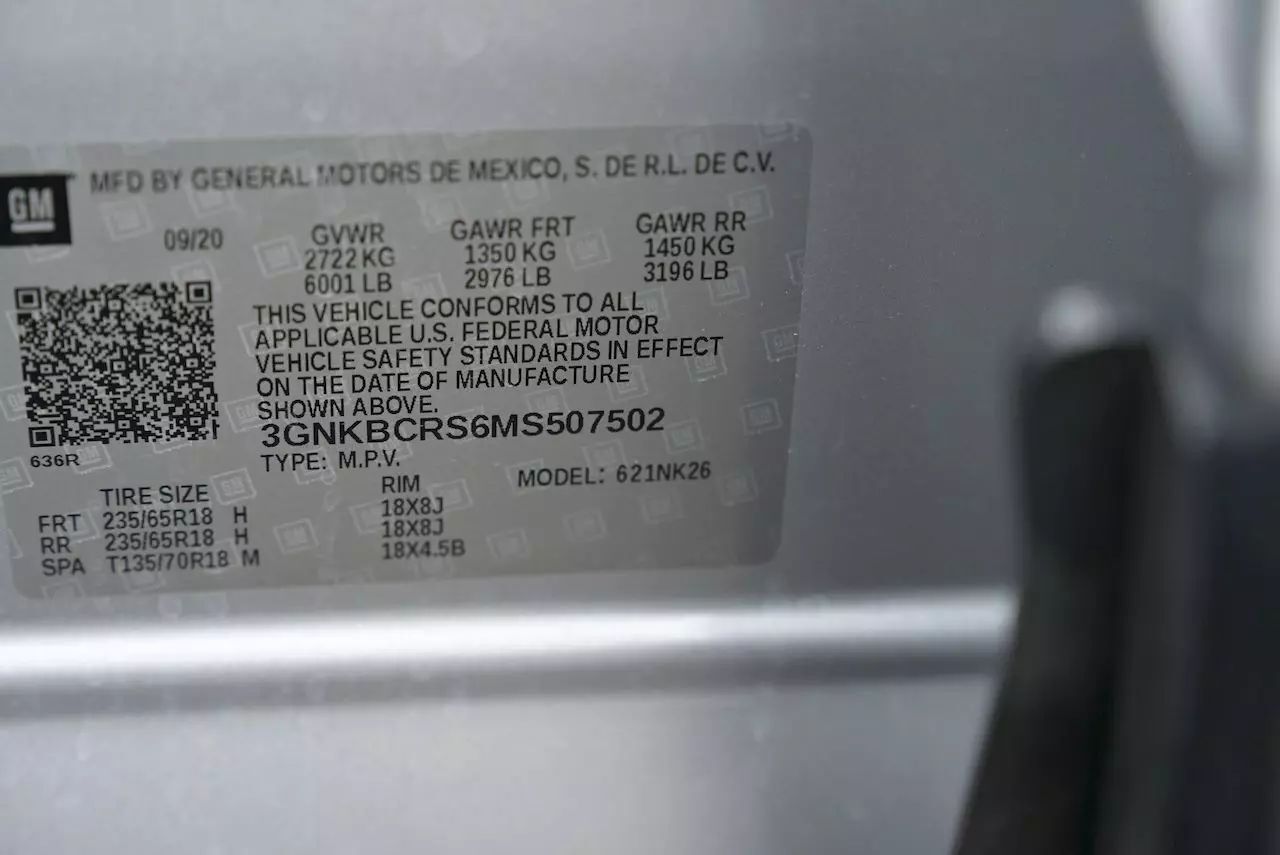 MFD BY GENERAL MOTORS DE MEXICO, S. DE R.L. DE C.V.
GM
09/20 GVWR GAWR FRT GAWR RR
2722 KG 1350 KG 1450 KG
6001 LB 2976 LB 3196 LB
THIS VEHICLE CONFORMS TO ALL
APPLICABLE U.S. FEDERAL MOTOR
VEHICLE SAFETY STANDARDS IN EFFECT
ON THE DATE OF MANUFACTURE
SHOWN ABOVE.
3GNKBCRS6MS507502
636R
TYPE: M.P.V. MODEL: 621NK26
TIRE SIZE RIM
FRT 235/65R18 H 18X8J
RR 235/65R18 H 18X8J
SPA T135/70R18 M 18X4.5B